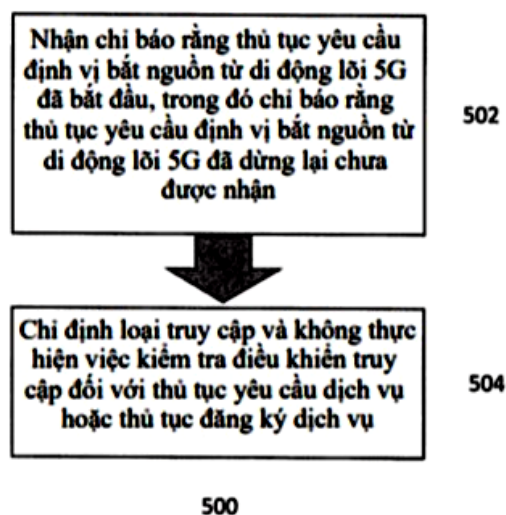 Nhận chỉ báo rằng thủ tục yêu cầu
định vị bắt nguồn từ di động lõi 5G
đã bắt đầu, trong đó chỉ báo rằng
thủ tục yêu cầu định vị bắt nguồn từ
di động lõi 5G đã dừng lại chưa
được nhận
502
Chỉ định loại truy cập và không thực
hiện việc kiểm tra điều khiển truy
cập đối với thủ tục yêu cầu dịch vụ
hoặc thủ tục đăng ký dịch vụ
504
500